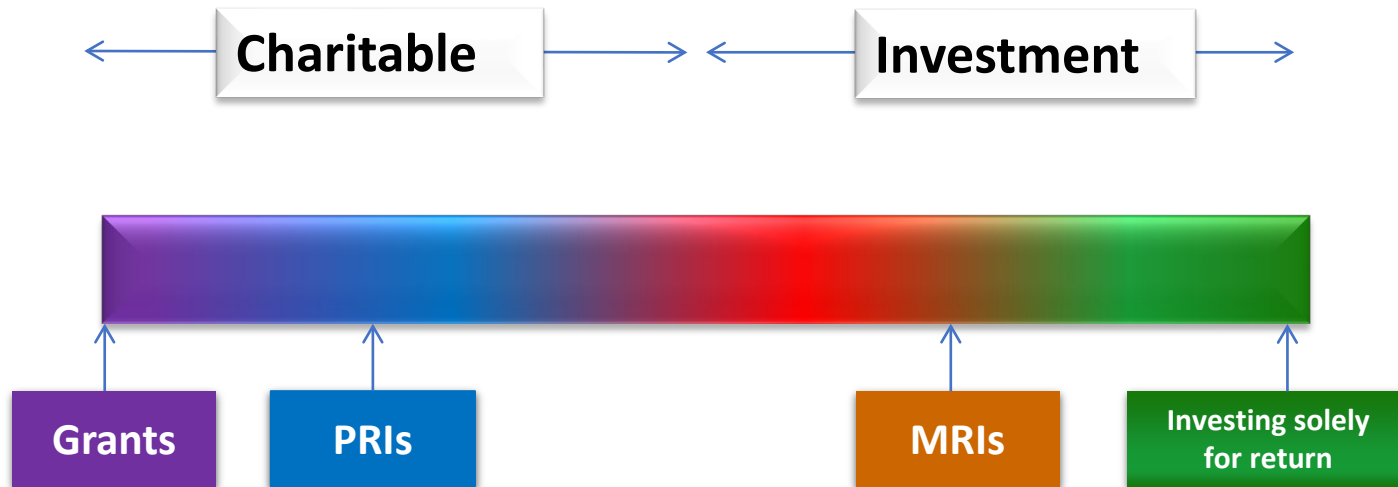 Charitable
Investment
Grants
PRIs
MRIs
Investing solely
for return